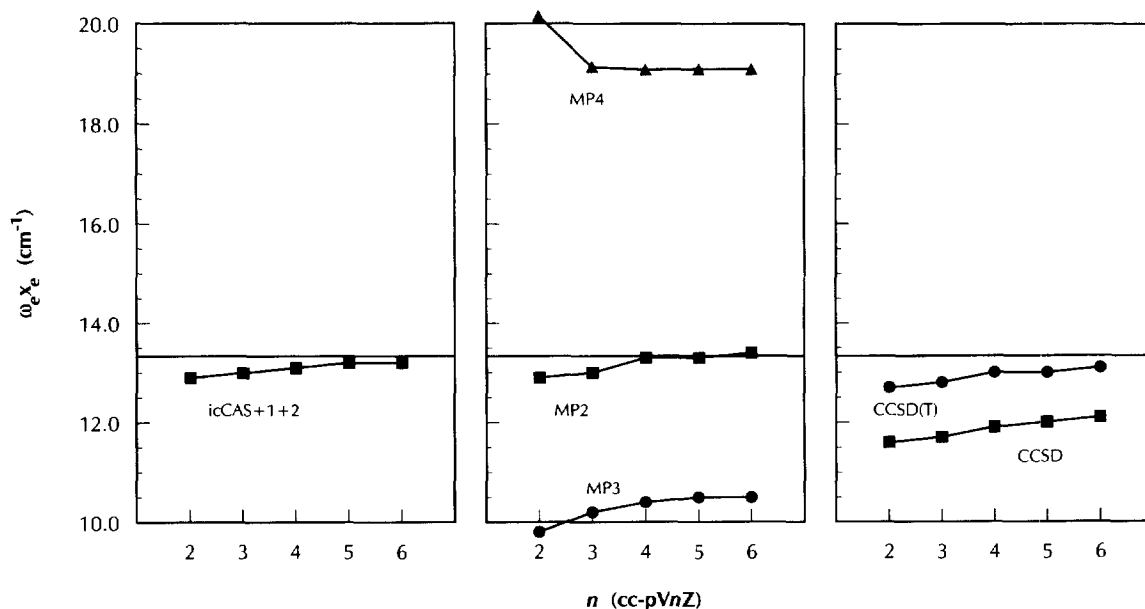 20.0
18.0
16.0
14.0
12.0
10.0
ωₑxₑ (cm⁻¹)
icCAS+1+2
2 3 4 5 6
MP4
MP2
MP3
2 3 4 5 6
CCSD(T)
CCSD
2 3 4 5 6
n (cc-pVnZ)